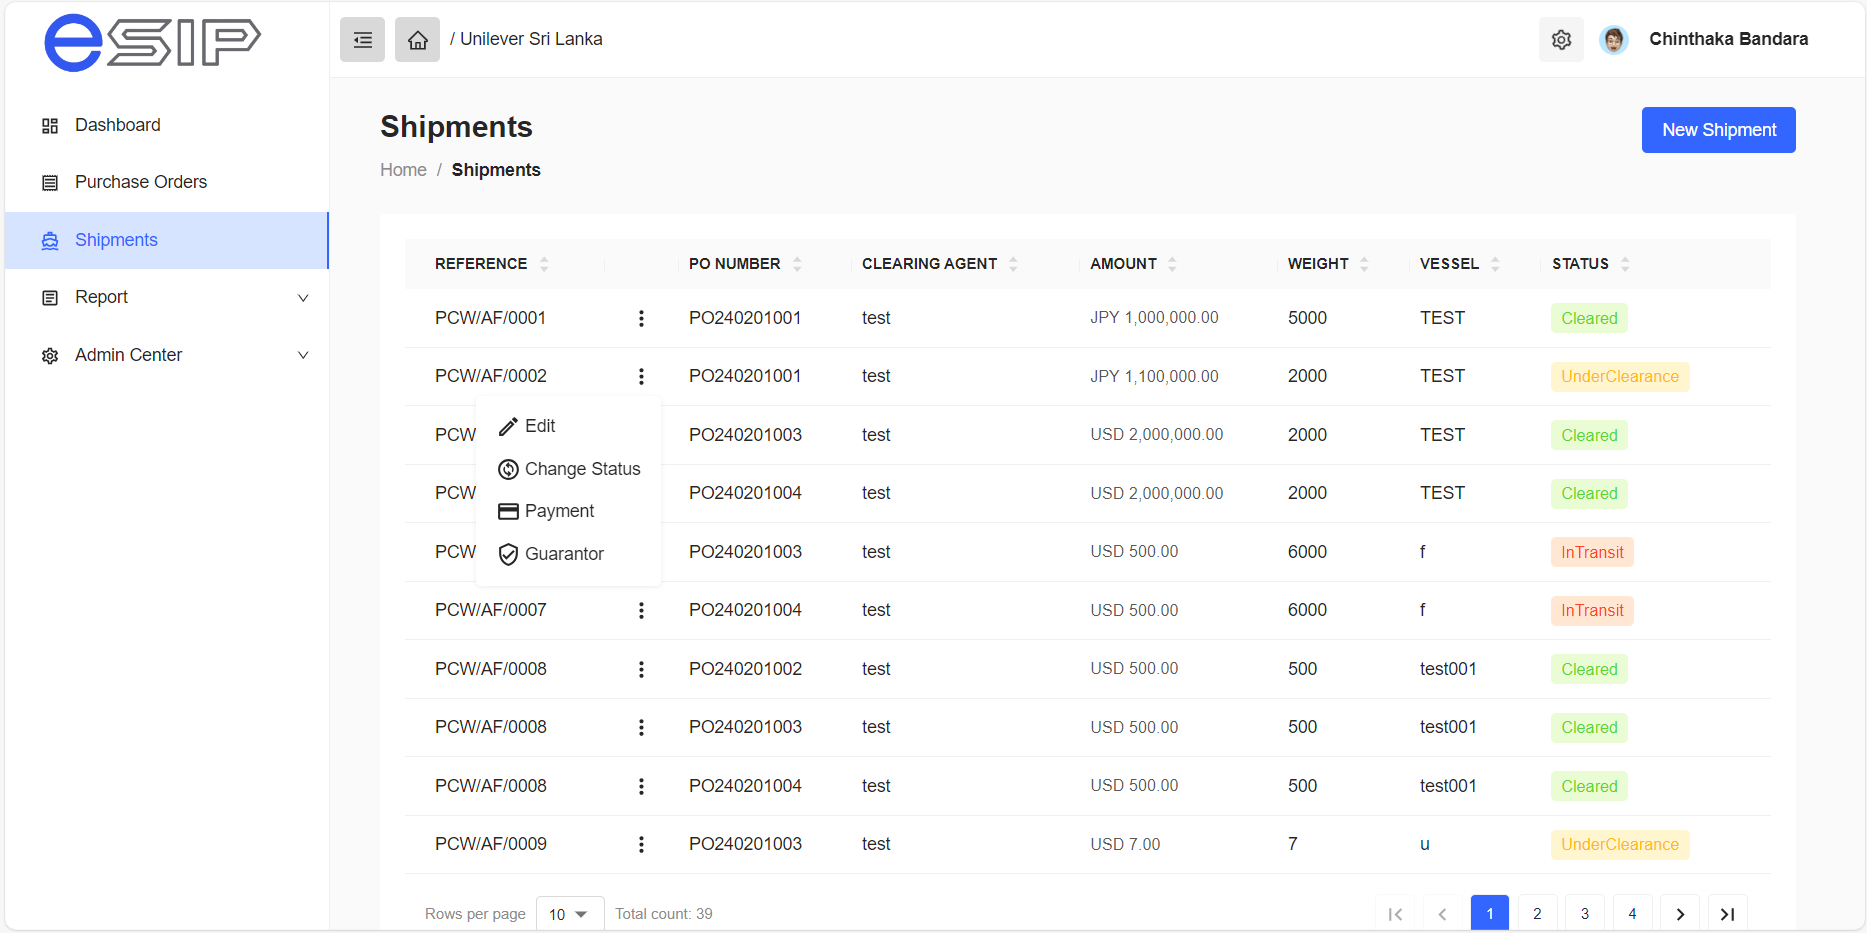 eSIP
/ Unilever Sri Lanka
Chinthaka Bandara
Dashboard
Purchase Orders
Shipments
Report
Admin Center
Shipments
New Shipment
Home / Shipments
REFERENCE PO NUMBER CLEARING AGENT AMOUNT WEIGHT VESSEL STATUS
PCW/AF/0001 PO240201001 test JPY 1,000,000.00 5000 TEST Cleared
PCW/AF/0002 PO240201001 test JPY 1,100,000.00 2000 TEST UnderClearance
PCW PO240201003 test USD 2,000,000.00 2000 TEST Cleared
PCW PO240201004 test USD 2,000,000.00 2000 TEST Cleared
PCW PO240201003 test USD 500.00 6000 f InTransit
Edit
Change Status
Payment
Guarantor
PCW/AF/0007 PO240201004 test USD 500.00 6000 f InTransit
PCW/AF/0008 PO240201002 test USD 500.00 500 test001 Cleared
PCW/AF/0008 PO240201003 test USD 500.00 500 test001 Cleared
PCW/AF/0008 PO240201004 test USD 500.00 500 test001 Cleared
PCW/AF/0009 PO240201003 test USD 7.00 7 u UnderClearance
Rows per page 10 Total count: 39
1 2 3 4